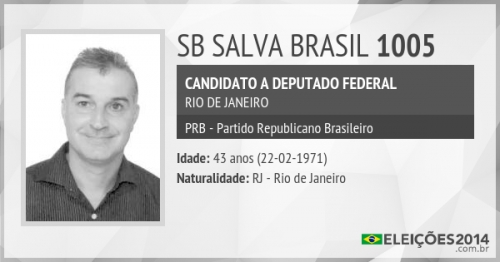 SB SALVA BRASIL 1005
CANDIDATO A DEPUTADO FEDERAL
RIO DE JANEIRO
PRB - Partido Republicano Brasileiro
Idade: 43 anos (22-02-1971)
Naturalidade: RJ - Rio de Janeiro
ELEIÇÕES2014
.com.br